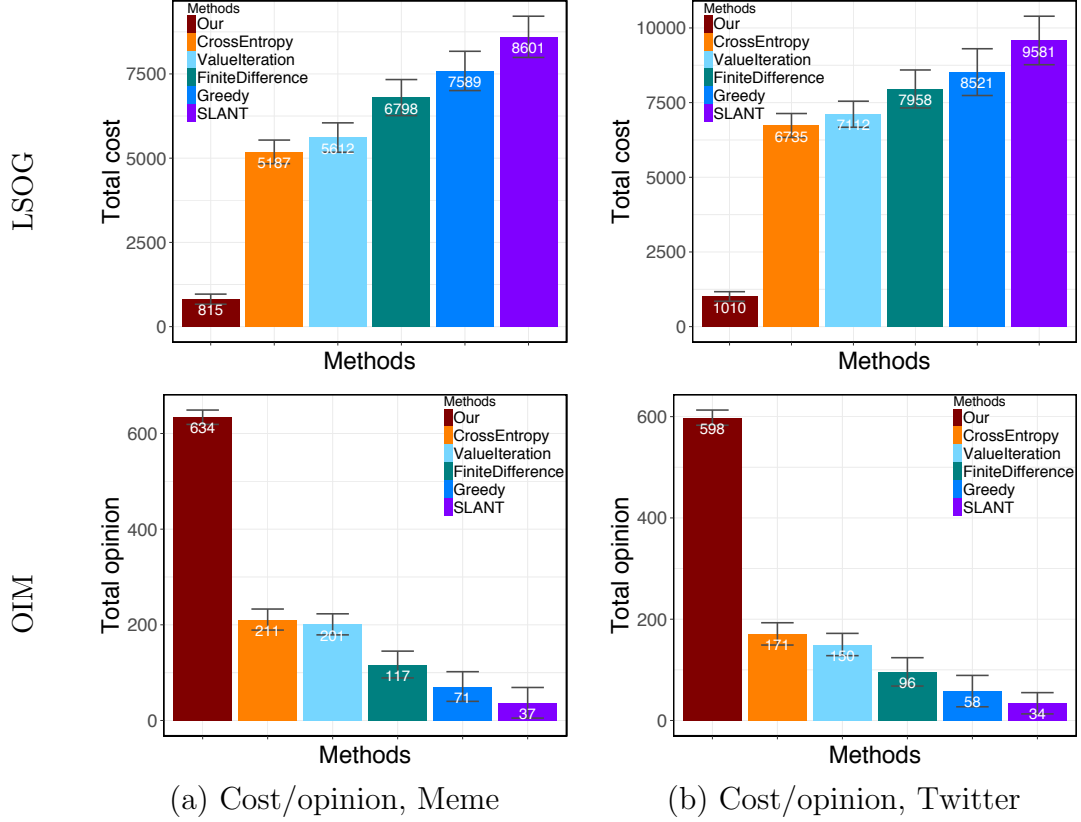 LSOG
Total cost
Methods
Our
CrossEntropy
ValueIteration
FiniteDifference
Greedy
SLANT
7500
5000
2500
0
815
5187
5612
6798
7589
8601
Methods
Total cost
Methods
Our
CrossEntropy
ValueIteration
FiniteDifference
Greedy
SLANT
10000
7500
5000
2500
0
1010
6735
7112
7958
8521
9581
Methods
OIM
Total opinion
Methods
Our
CrossEntropy
ValueIteration
FiniteDifference
Greedy
SLANT
600
400
200
0
634
211
201
117
71
37
Methods
Total opinion
Methods
Our
CrossEntropy
ValueIteration
FiniteDifference
Greedy
SLANT
600
400
200
0
598
171
150
96
58
34
Methods
(a) Cost/opinion, Meme
(b) Cost/opinion, Twitter